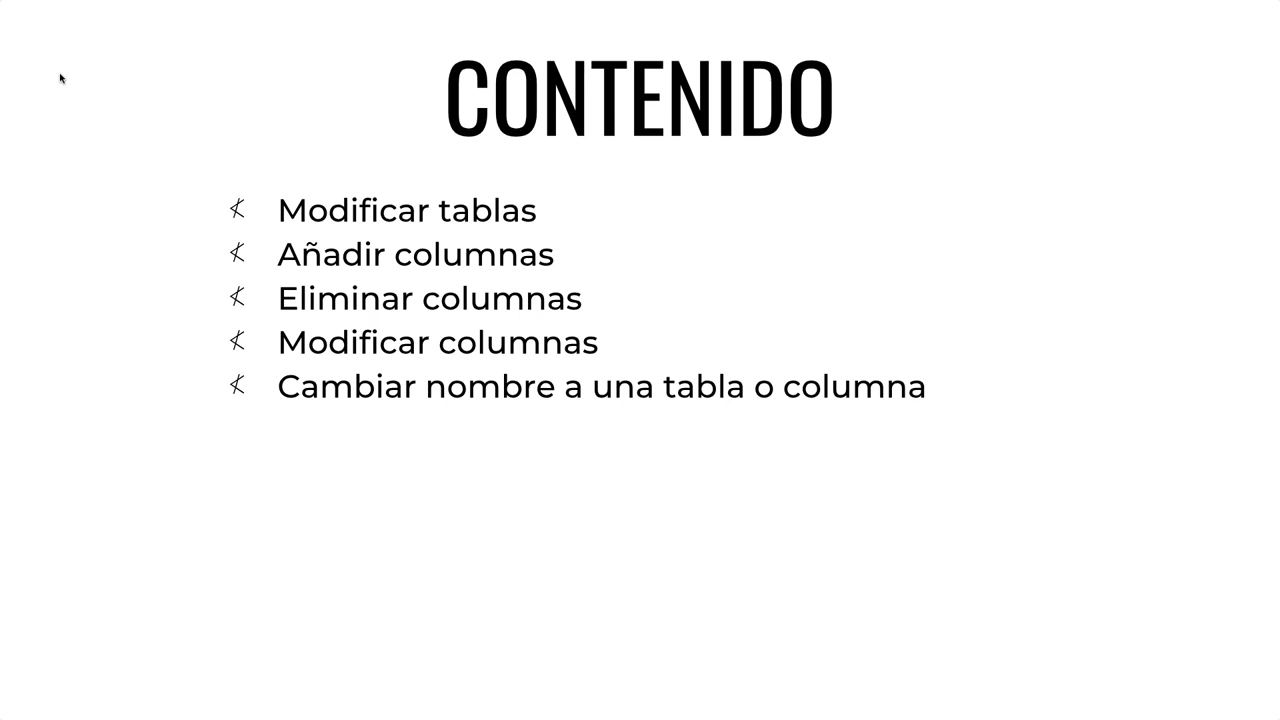 CONTENIDO
Modificar tablas
Añadir columnas
Eliminar columnas
Modificar columnas
Cambiar nombre a una tabla o columna